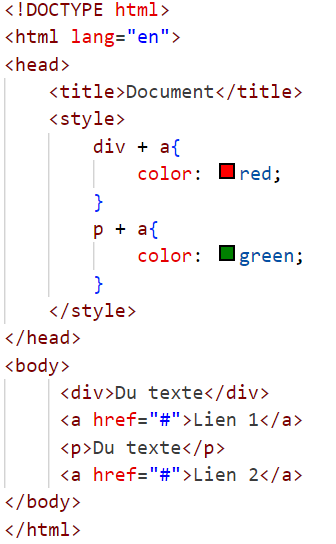 <!DOCTYPE html>
<html lang="en">
<head>
    <title>Document</title>
    <style>
        div + a{
            color: red;
        }
        p + a{
            color: green;
        }
    </style>
</head>
<body>
     <div>Du texte</div>
     <a href="#">Lien 1</a>
     <p>Du texte</p>
     <a href="#">Lien 2</a>
</body>
</html>